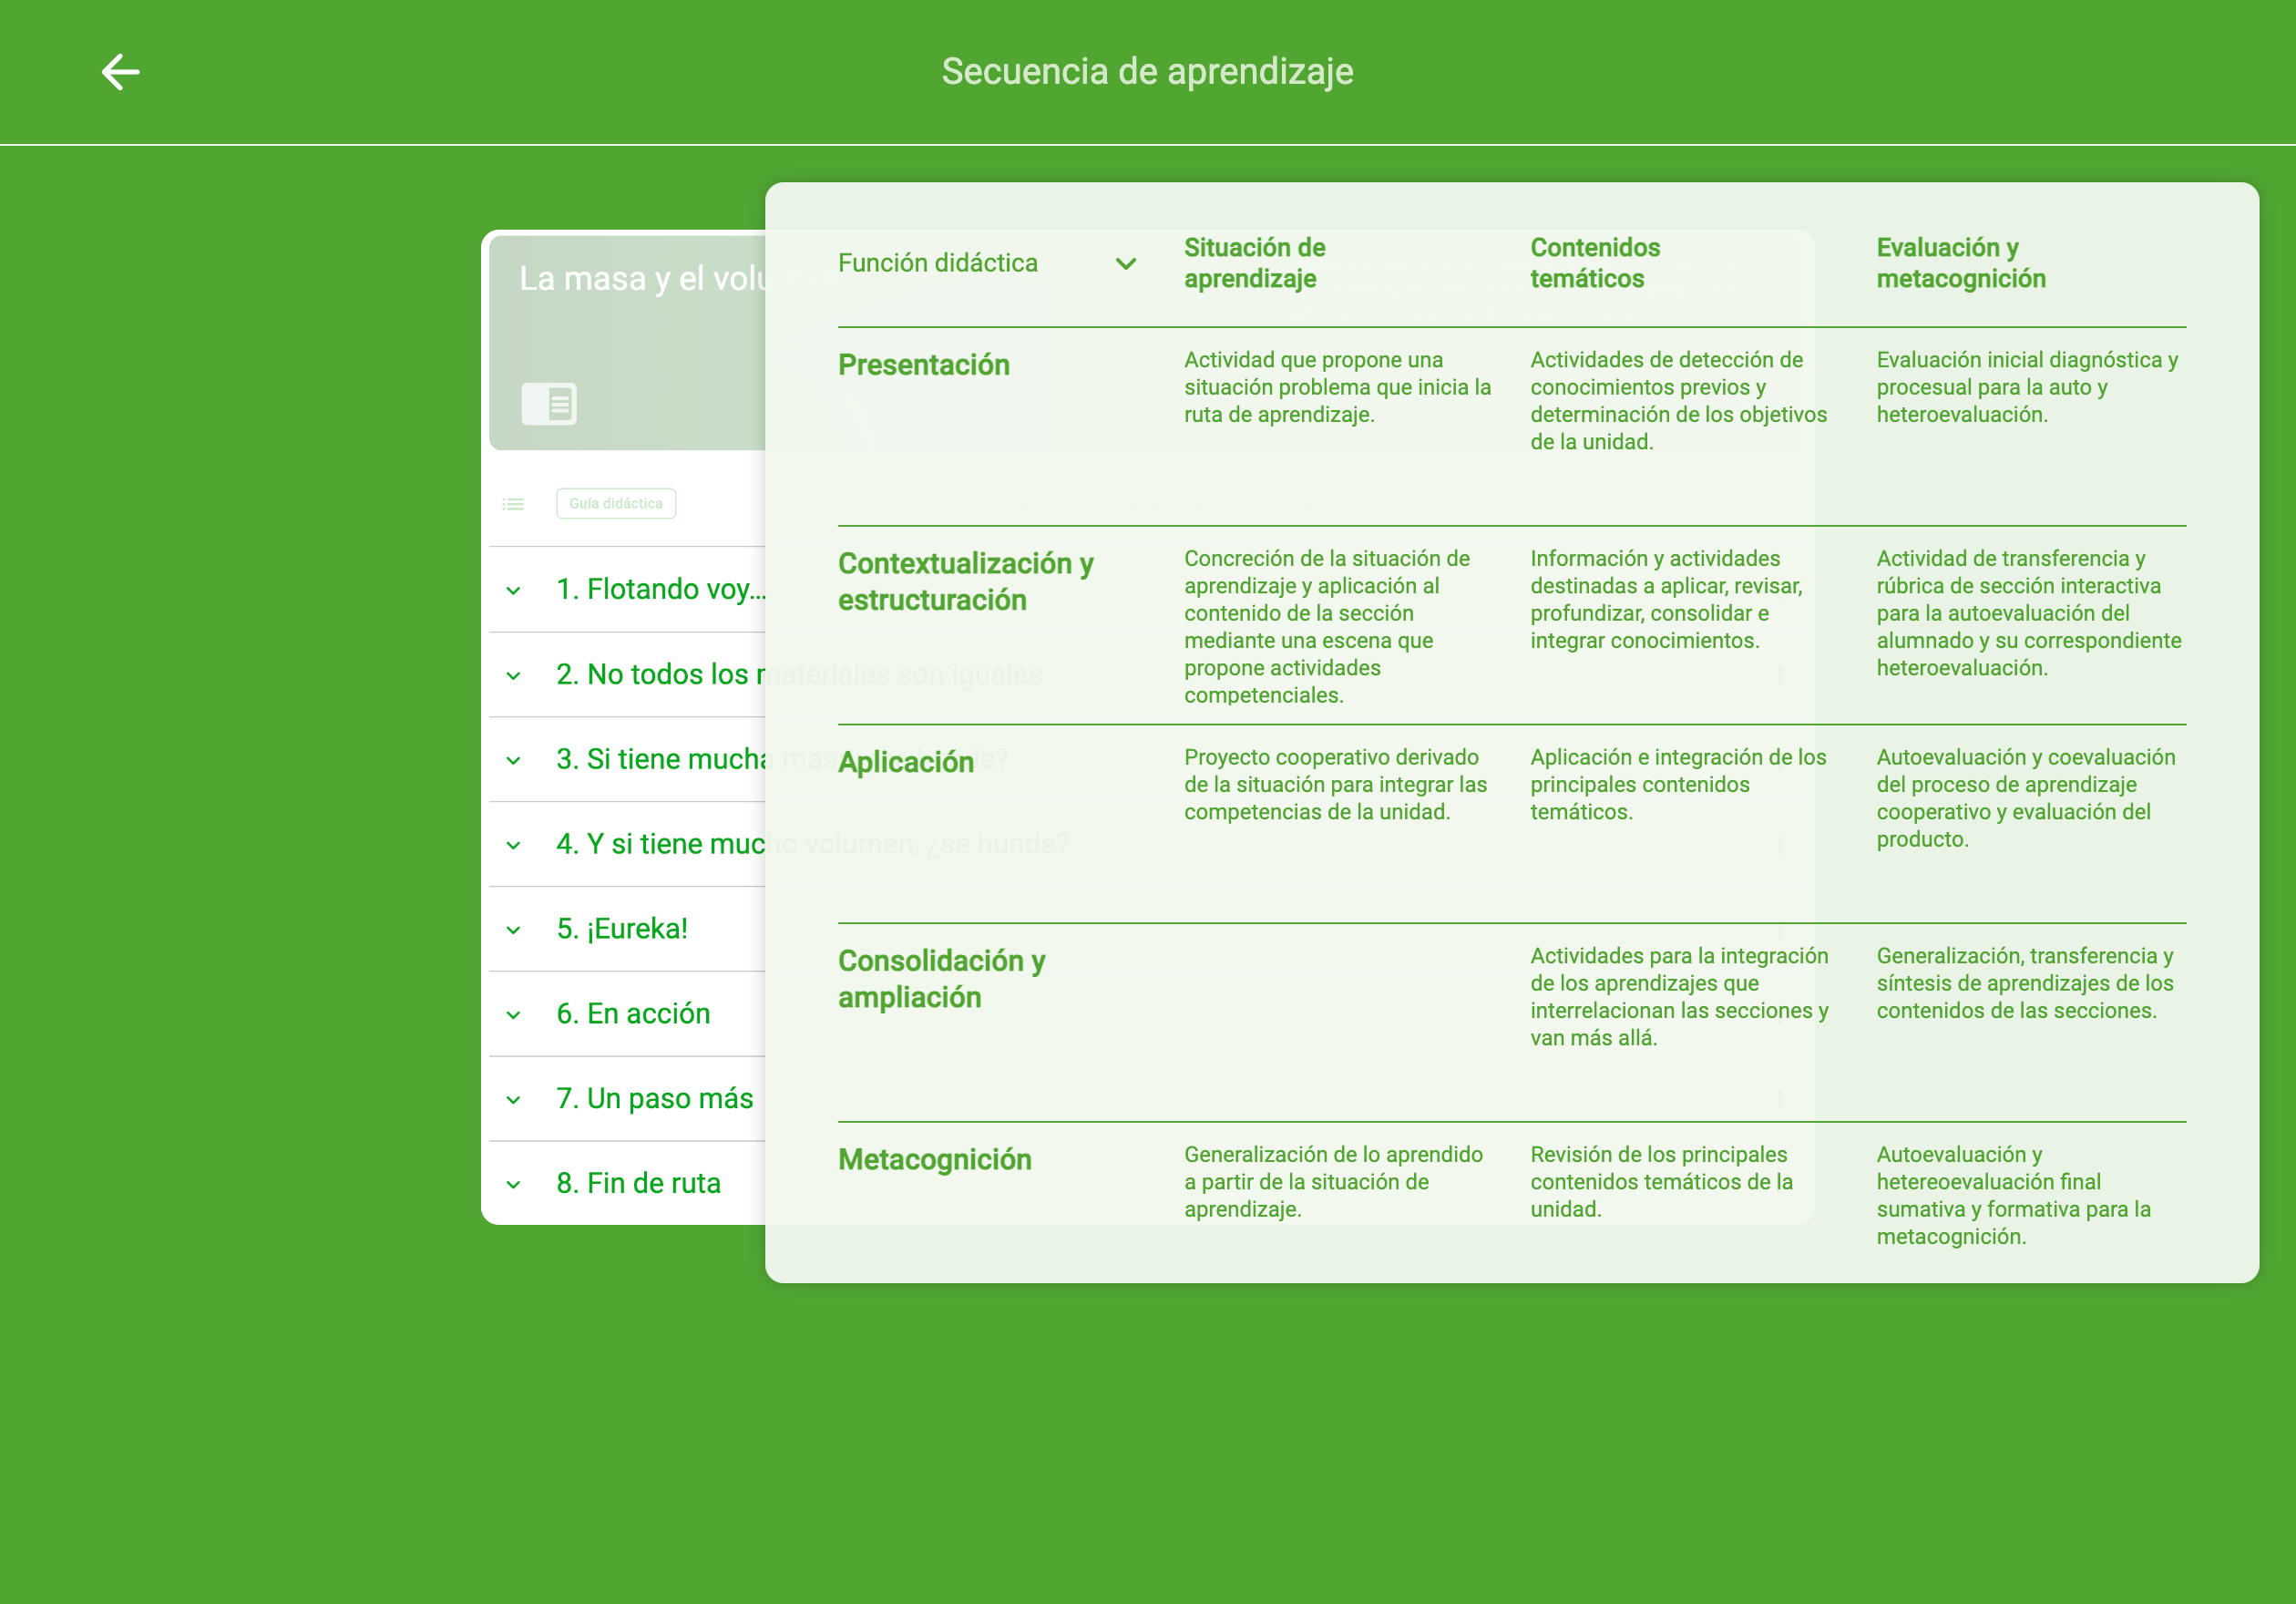 Secuencia de aprendizaje
La masa y el volumen
Guía didáctica
1. Flotando voy...
2. No todos los materiales son iguales
3. Si tiene mucha masa, ¿se hunde?
4. Y si tiene mucho volumen, ¿se hunde?
5. ¡Eureka!
6. En acción
7. Un paso más
8. Fin de ruta
Función didáctica
Situación de
aprendizaje
Contenidos
temáticos
Evaluación y
metacognición
Presentación
Actividad que propone una
situación problema que inicia la
ruta de aprendizaje.
Actividades de detección de
conocimientos previos y
determinación de los objetivos
de la unidad.
Evaluación inicial diagnóstica y
procesual para la auto y
heteroevaluación.
Contextualización y
estructuración
Concreción de la situación de
aprendizaje y aplicación al
contenido de la sección
mediante una escena que
propone actividades
competenciales.
Información y actividades
destinadas a aplicar, revisar,
profundizar, consolidar e
integrar conocimientos.
Actividad de transferencia y
rúbrica de sección interactiva
para la autoevaluación del
alumnado y su correspondiente
heteroevaluación.
Aplicación
Proyecto cooperativo derivado
de la situación para integrar las
competencias de la unidad.
Aplicación e integración de los
principales contenidos
temáticos.
Autoevaluación y coevaluación
del proceso de aprendizaje
cooperativo y evaluación del
producto.
Consolidación y
ampliación
Actividades para la integración
de los aprendizajes que
interrelacionan las secciones y
van más allá.
Generalización, transferencia y
síntesis de aprendizajes de los
contenidos de las secciones.
Metacognición
Generalización de lo aprendido
a partir de la situación de
aprendizaje.
Revisión de los principales
contenidos temáticos de la
unidad.
Autoevaluación y
hetereoevaluación final
sumativa y formativa para la
metacognición.